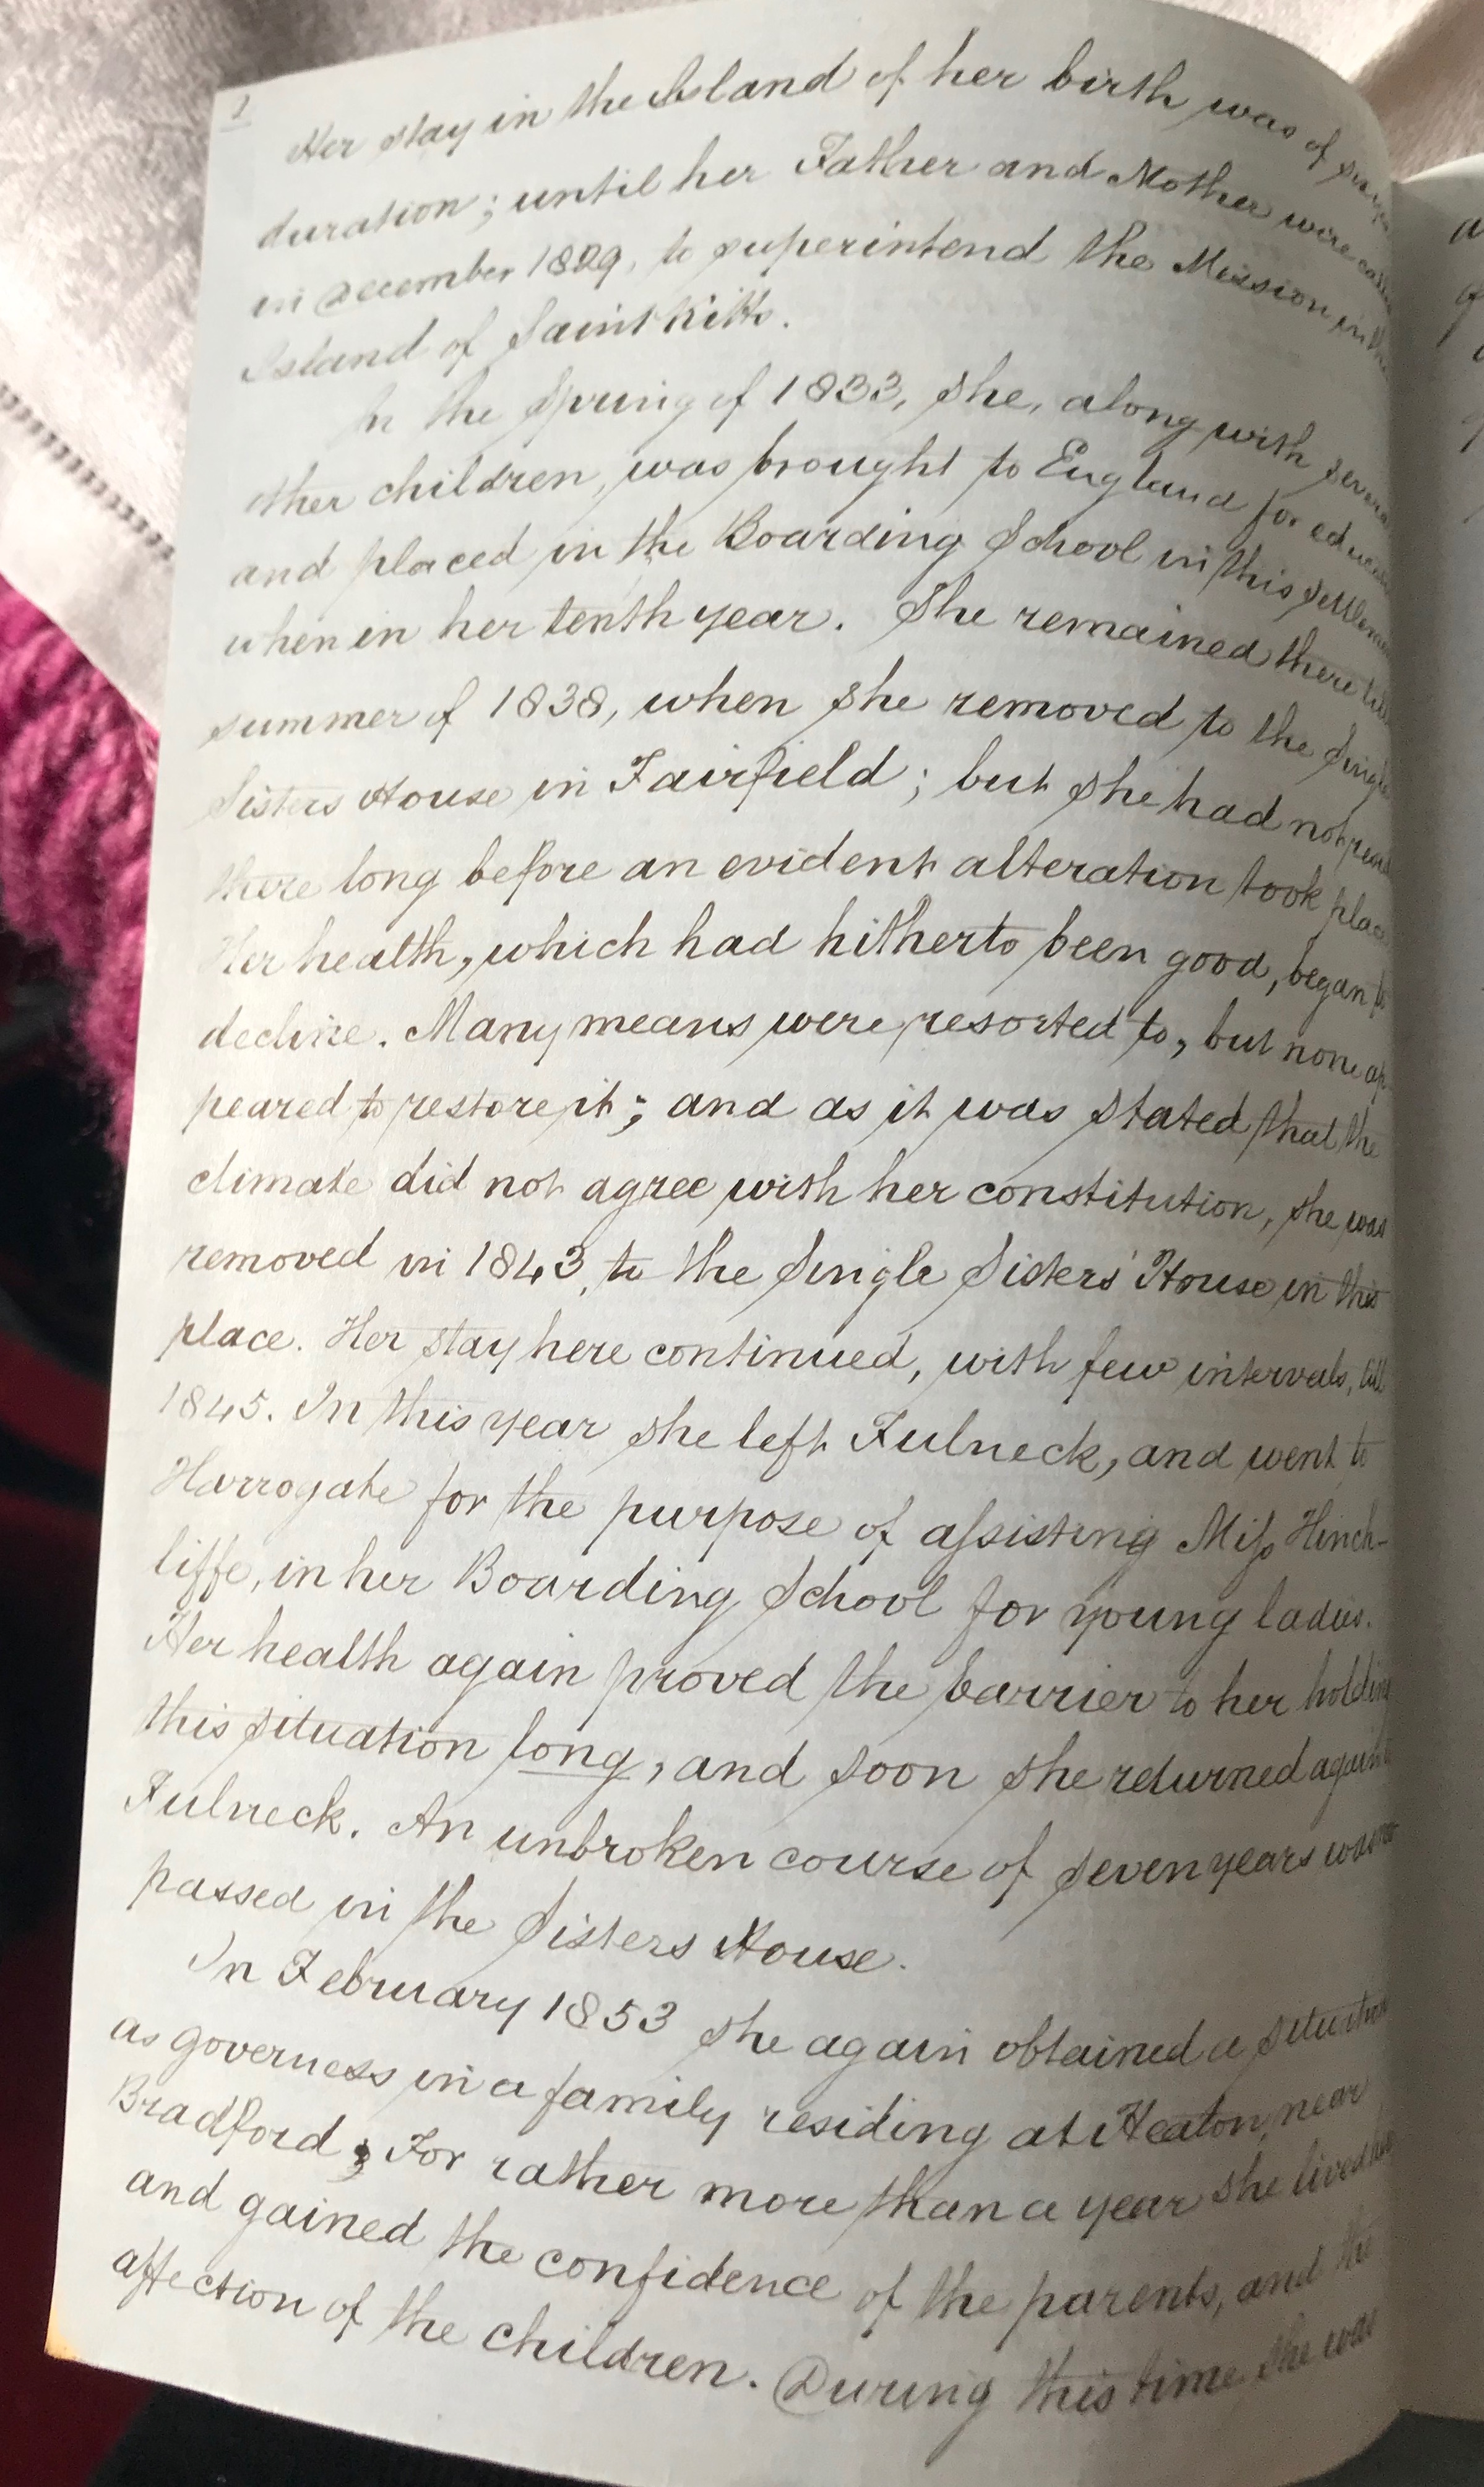 2
Her stay in the Island of her birth was of
duration; until her Father and Mother were
in December 1829, to superintend the Mission in the
Island of Saint Kitts.
In the Spring of 1833, she, along with several
other children, was brought to England for
and placed in the Boarding School in this
when in her tenth year. She remained there till
summer of 1838, when she removed to the Single
Sisters House in Fairfield; but she had not
there long before an evident alteration took place
Her health, which had hitherto been good, began to
decline. Many means were resorted to, but none ap
peared to restore it; and as it was stated that the
climate did not agree with her constitution, she was
removed in 1843, to the Single Sisters' House in this
place. Her stay here continued, with few intervals, till
1845. In this year she left Fulneck, and went to
Harrogate for the purpose of assisting Miss Hinch-
liffe, in her Boarding School for young ladies.
Her health again proved the barrier to her holding
this situation long, and soon she returned again
Fulneck. An unbroken course of seven years was
passed in the Sisters House.
In February 1853 she again obtained a situation
as governess in a family residing at Heaton, near
Bradford; For rather more than a year she lived
and gained the confidence of the parents, and the
affection of the children. During this time she was